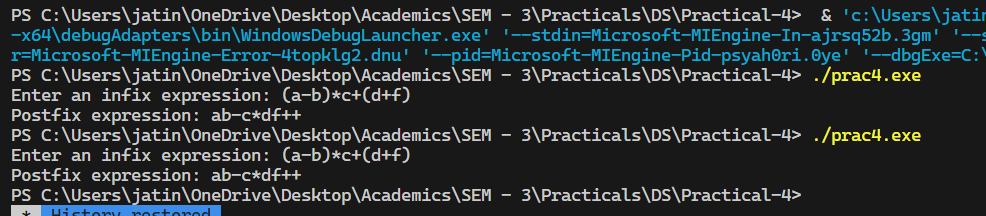 PS C:\Users\jatin\OneDrive\Desktop\Academics\SEM - 3\Practicals\DS\Practical-4>  & 'c:\Users\jatin
-x64\debugAdapters\bin\WindowsDebugLauncher.exe' '--stdin=Microsoft-MIEngine-In-ajrsq52b.3gm' '--s
r=Microsoft-MIEngine-Error-4topklg2.dnu' '--pid=Microsoft-MIEngine-Pid-psyah0ri.0ye' '--dbgExe=C:\
PS C:\Users\jatin\OneDrive\Desktop\Academics\SEM - 3\Practicals\DS\Practical-4> ./prac4.exe
Enter an infix expression: (a-b)*c+(d+f)
Postfix expression: ab-c*df++
PS C:\Users\jatin\OneDrive\Desktop\Academics\SEM - 3\Practicals\DS\Practical-4> ./prac4.exe
Enter an infix expression: (a-b)*c+(d+f)
Postfix expression: ab-c*df++
PS C:\Users\jatin\OneDrive\Desktop\Academics\SEM - 3\Practicals\DS\Practical-4>
* History restored